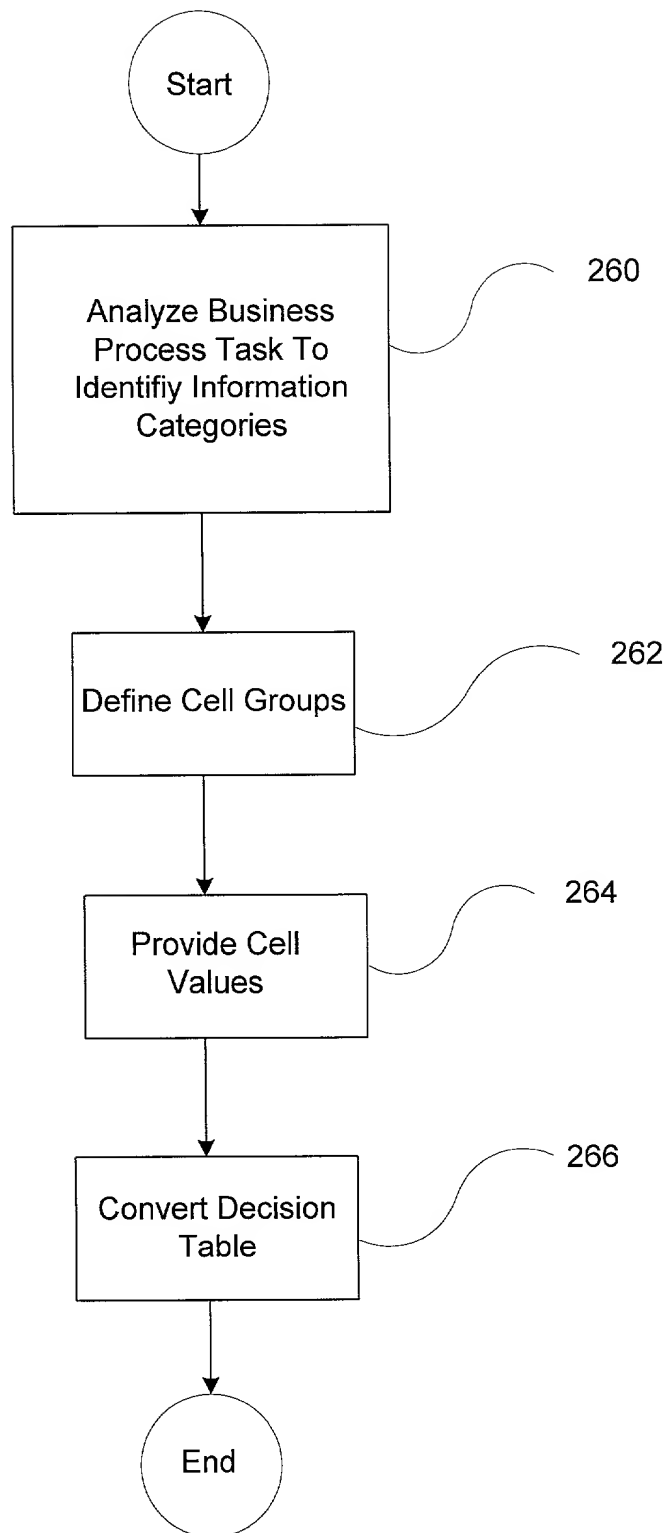 Start
Analyze Business
Process Task To
Identifiy Information
Categories
260
Define Cell Groups
262
Provide Cell
Values
264
Convert Decision
Table
266
End